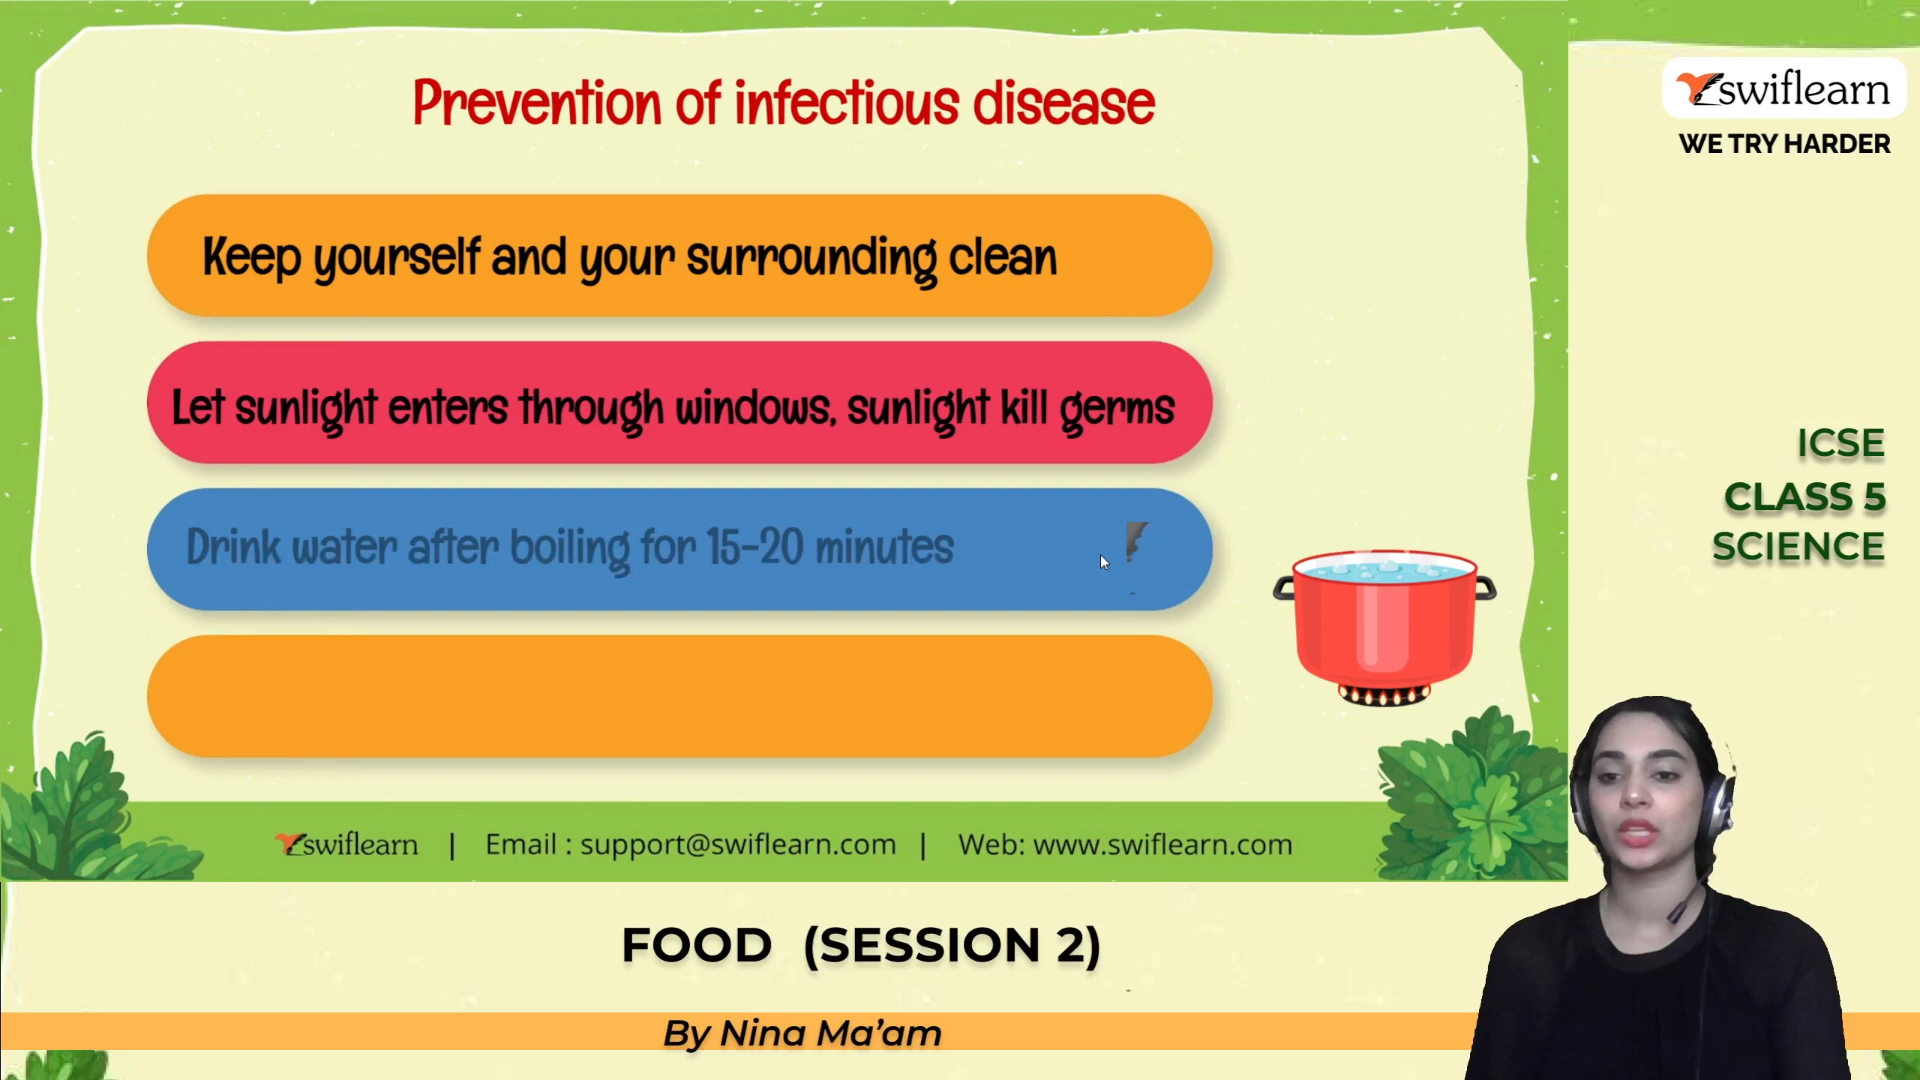 Prevention of infectious disease
Keep yourself and your surrounding clean
Let sunlight enters through windows, sunlight kill germs
Drink water after boiling for 15-20 minutes
swiflearn | Email : support@swiflearn.com | Web: www.swiflearn.com
swiflearn
WE TRY HARDER
ICSE
CLASS 5
SCIENCE
FOOD (SESSION 2)
By Nina Ma’am